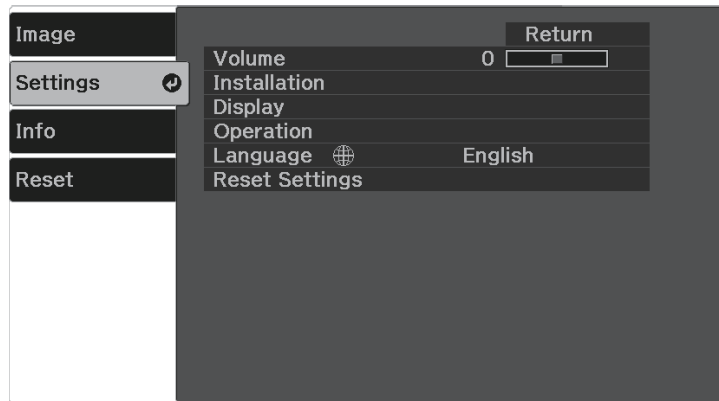 Image
Settings
Info
Reset
Return
Volume 0
Installation
Display
Operation
Language English
Reset Settings